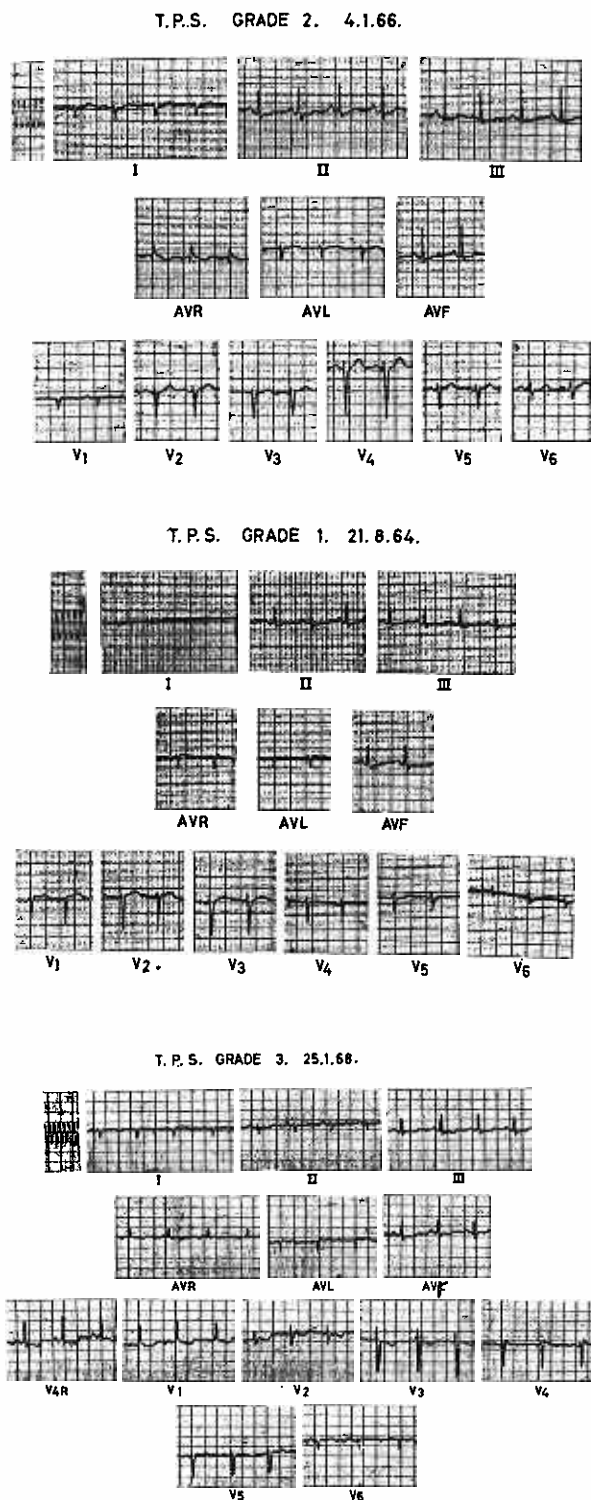 T.P.S. GRADE 2. 4.1.66.
I II III
AVR AVL AVF
V1 V2 V3 V4 V5 V6
T.P.S. GRADE 1. 21.8.64.
I II III
AVR AVL AVF
V1 V2. V3 V4 V5 V6
T.P.S. GRADE 3. 25.1.68.
I II III
AVR AVL AVF
V4R V1 V2 V3 V4
V5 V6